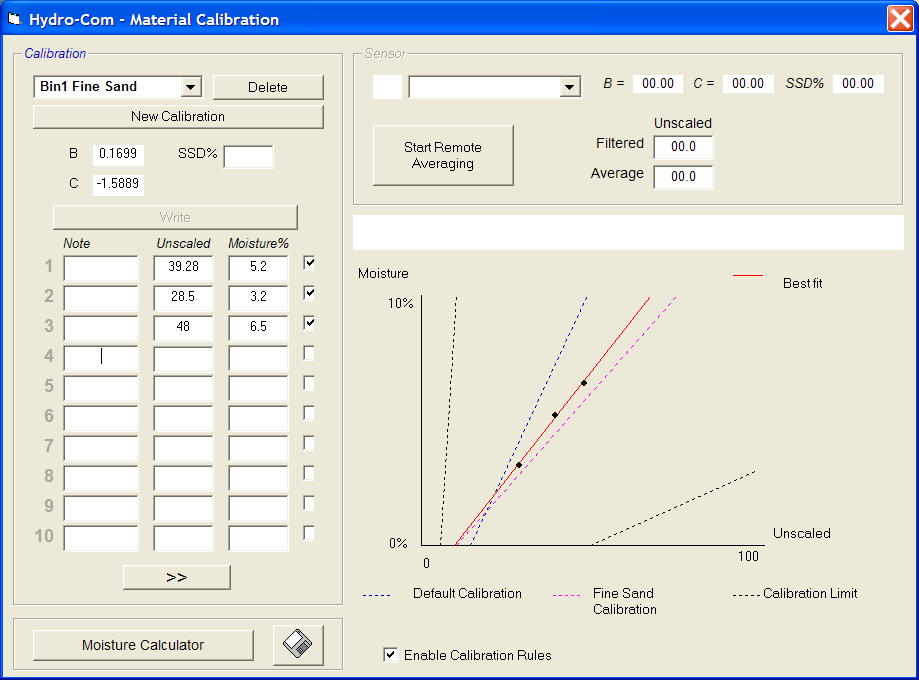 Hydro-Com - Material Calibration
Calibration
Bin1 Fine Sand
Delete
New Calibration
B 0.1699 SSD%
C -1.5889
Write
Note Unscaled Moisture%
1 39.28 5.2
2 28.5 3.2
3 48 6.5
4
5
6
7
8
9
10
>>
Moisture Calculator
Sensor
B = 00.00 C = 00.00 SSD% 00.00
Start Remote
Averaging
Unscaled
Filtered 00.0
Average 00.0
Moisture
Best fit
10%
0%
0
100
Unscaled
Default Calibration
Fine Sand
Calibration
Calibration Limit
Enable Calibration Rules